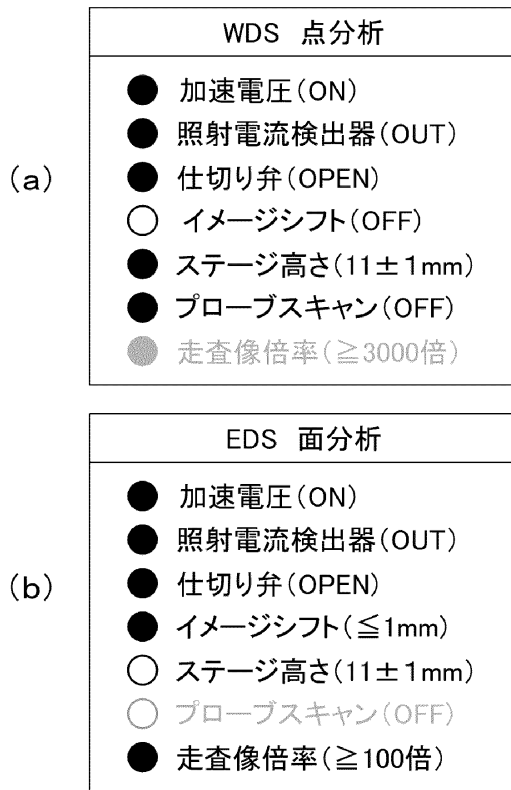 (a)
WDS 点分析
● 加速電圧(ON)
● 照射電流検出器(OUT)
● 仕切り弁(OPEN)
○ イメージシフト(OFF)
● ステージ高さ(11±1mm)
● プローブスキャン(OFF)
● 走査像倍率(≧3000倍)
(b)
EDS 面分析
● 加速電圧(ON)
● 照射電流検出器(OUT)
● 仕切り弁(OPEN)
● イメージシフト(≦1mm)
○ ステージ高さ(11±1mm)
○ プローブスキャン(OFF)
● 走査像倍率(≧100倍)